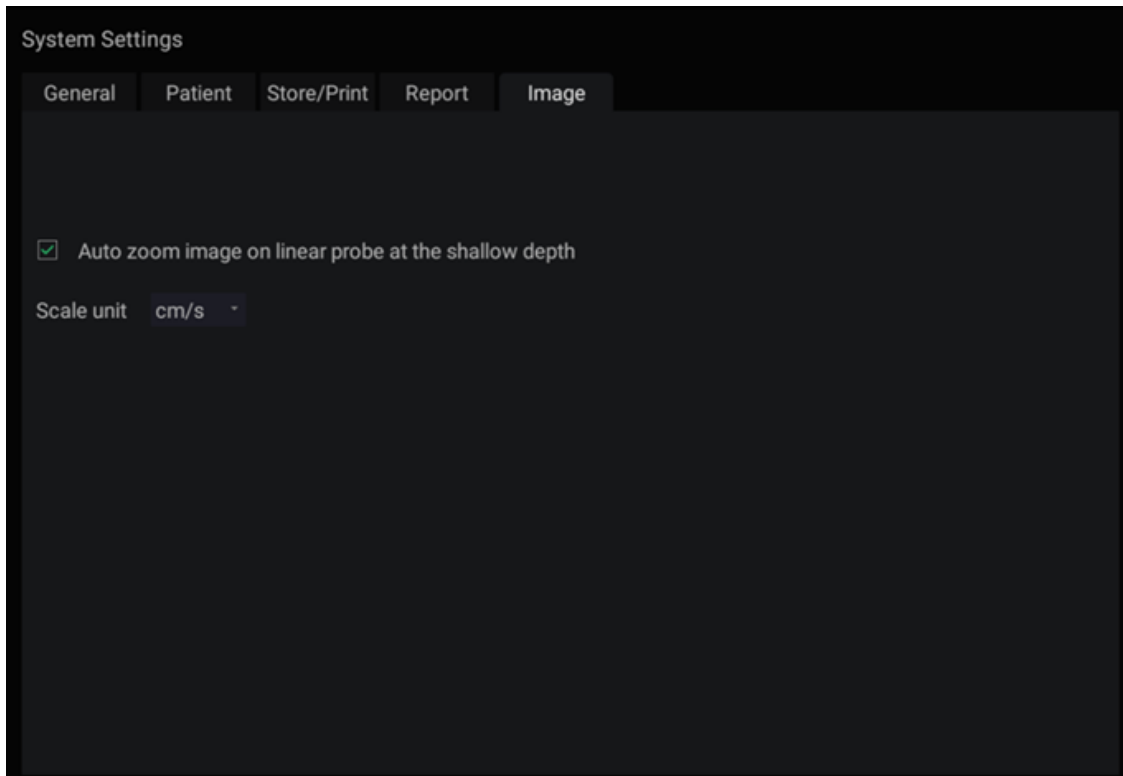 System Settings
General Patient Store/Print Report Image
Auto zoom image on linear probe at the shallow depth
Scale unit cm/s